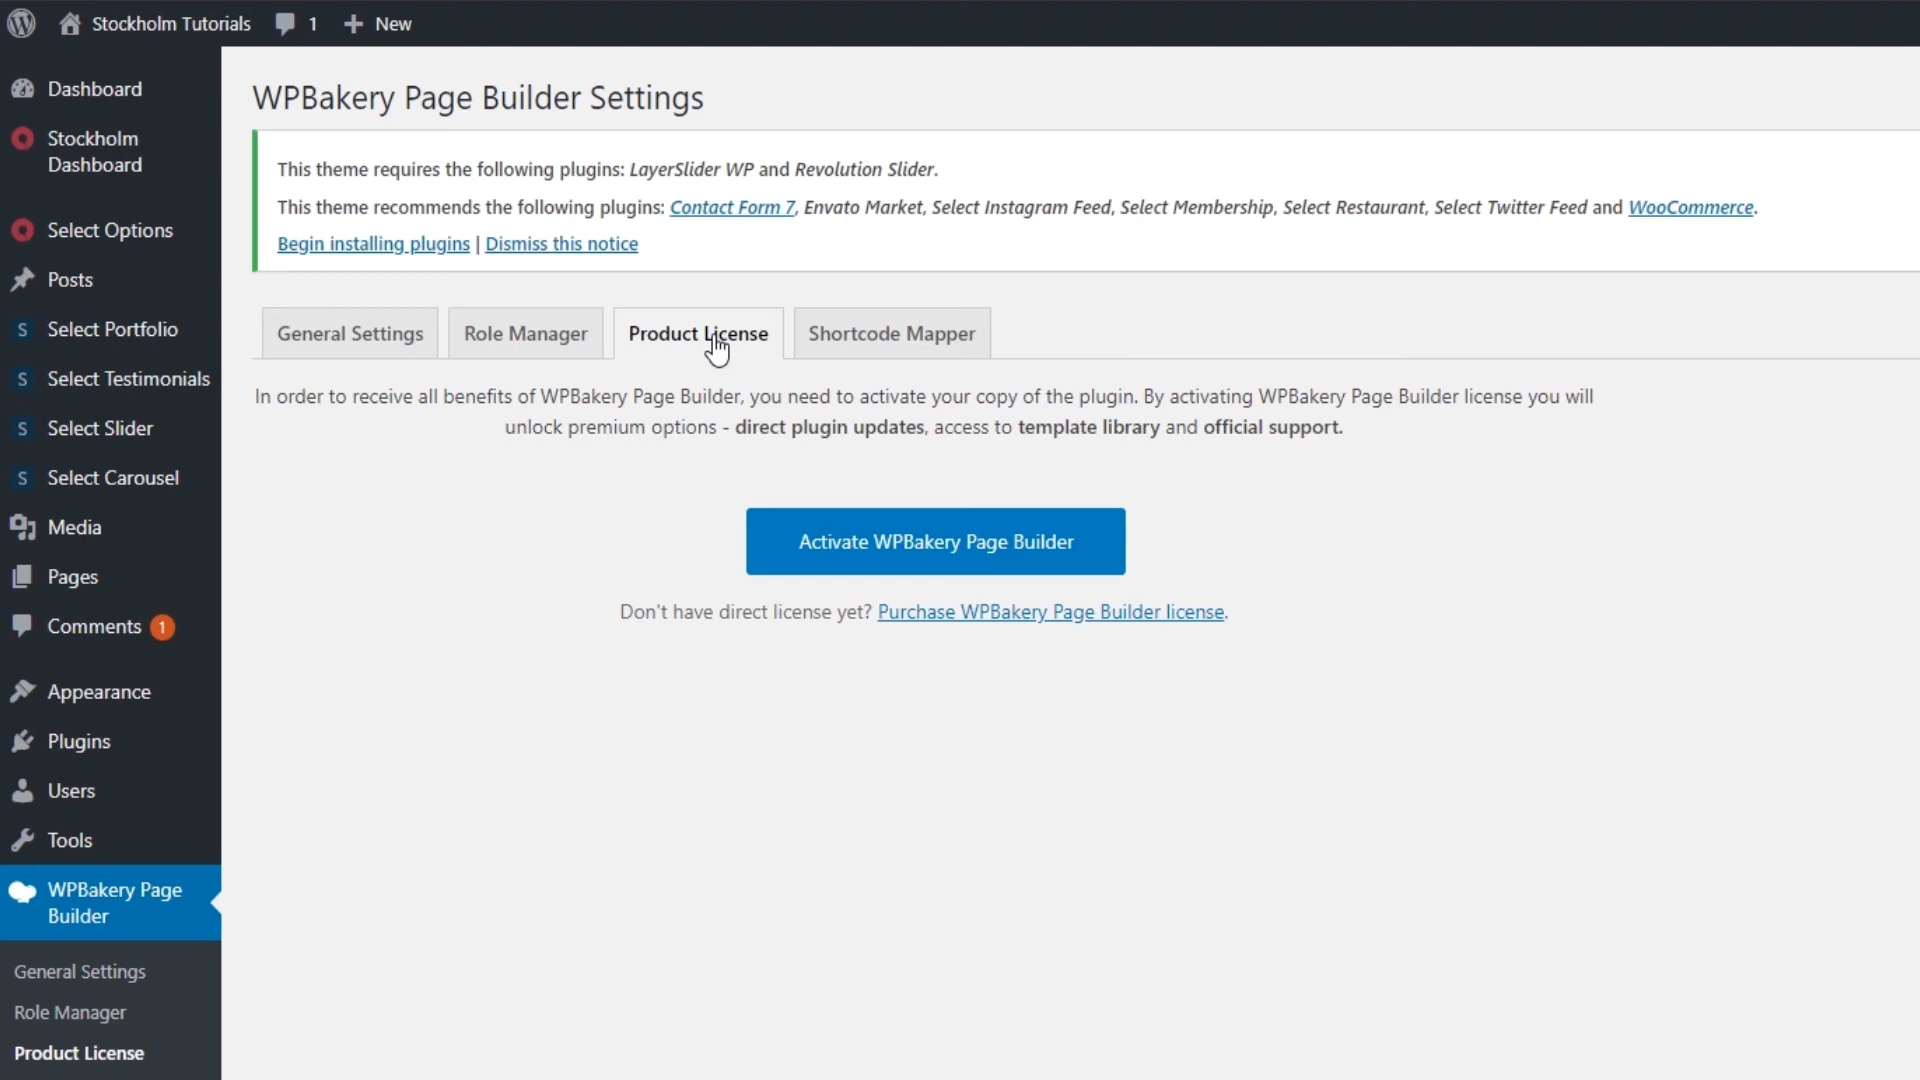 Stockholm Tutorials 1 New
Dashboard
Stockholm
Dashboard
Select Options
Posts
S Select Portfolio
S Select Testimonials
S Select Slider
S Select Carousel
Media
Pages
Comments 1
Appearance
Plugins
Users
Tools
WPBakery Page
Builder
General Settings
Role Manager
Product License
WPBakery Page Builder Settings
This theme requires the following plugins: LayerSlider WP and Revolution Slider.
This theme recommends the following plugins: Contact Form 7, Envato Market, Select Instagram Feed, Select Membership, Select Restaurant, Select Twitter Feed and WooCommerce.
Begin installing plugins | Dismiss this notice
General Settings Role Manager Product License Shortcode Mapper
In order to receive all benefits of WPBakery Page Builder, you need to activate your copy of the plugin. By activating WPBakery Page Builder license you will
unlock premium options - direct plugin updates, access to template library and official support.
Activate WPBakery Page Builder
Don't have direct license yet? Purchase WPBakery Page Builder license.